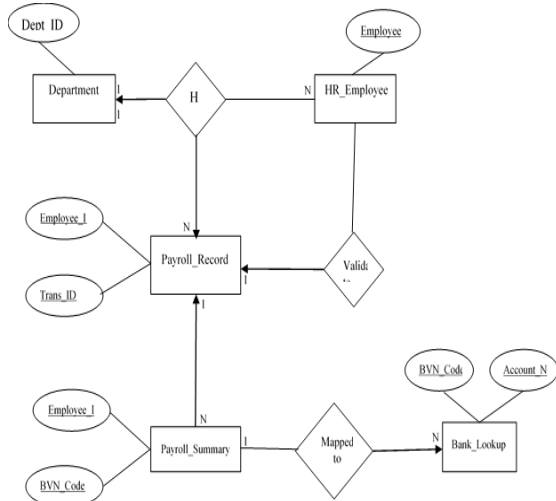 Dept_ID
Employee
Department
1
1
H
N
HR_Employee
Employee_I
N
Payroll_Record
Trans_ID
1
1
Valida
BVN_Code
Account_N
Employee_I
N
Payroll_Summary
1
Mapped
to
N
Bank_Lookup
BVN_Code